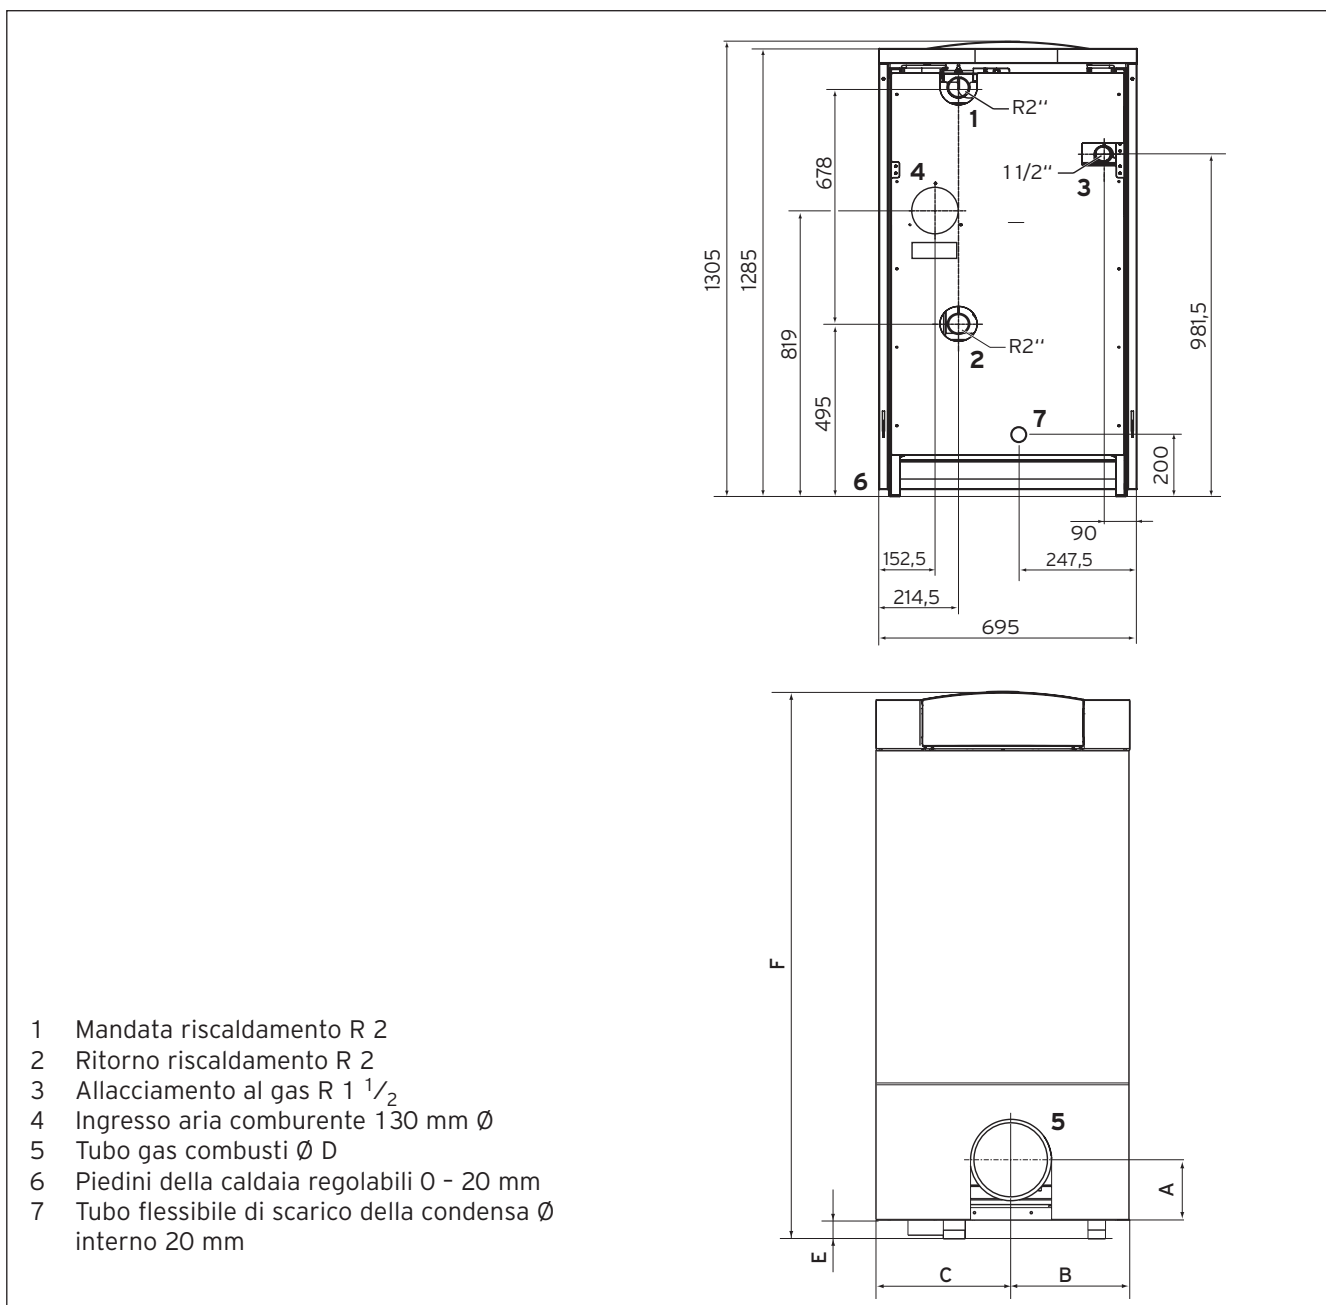 1305
1285
819
678
495
R2‘‘
1
4
1 1/2‘‘
3
981,5
R2‘‘
2
7
200
6
90
152,5
247,5
214,5
695
F
5
A
E
C
B
1 Mandata riscaldamento R 2
2 Ritorno riscaldamento R 2
3 Allacciamento al gas R 1 1/2
4 Ingresso aria comburente 130 mm Ø
5 Tubo gas combusti Ø D
6 Piedini della caldaia regolabili 0 – 20 mm
7 Tubo flessibile di scarico della condensa Ø
interno 20 mm